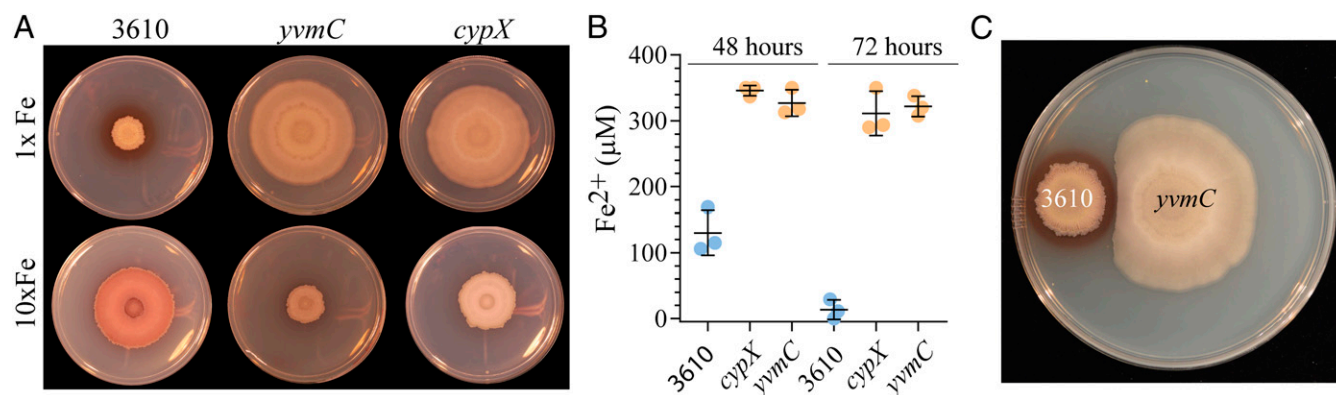 A
3610
yvmC
cypX
1x Fe
10xFe
B
48 hours
72 hours
Fe2+ (μM)
400
300
200
100
0
3610
cypX
yvmC
3610
cypX
yvmC
C
3610
yvmC